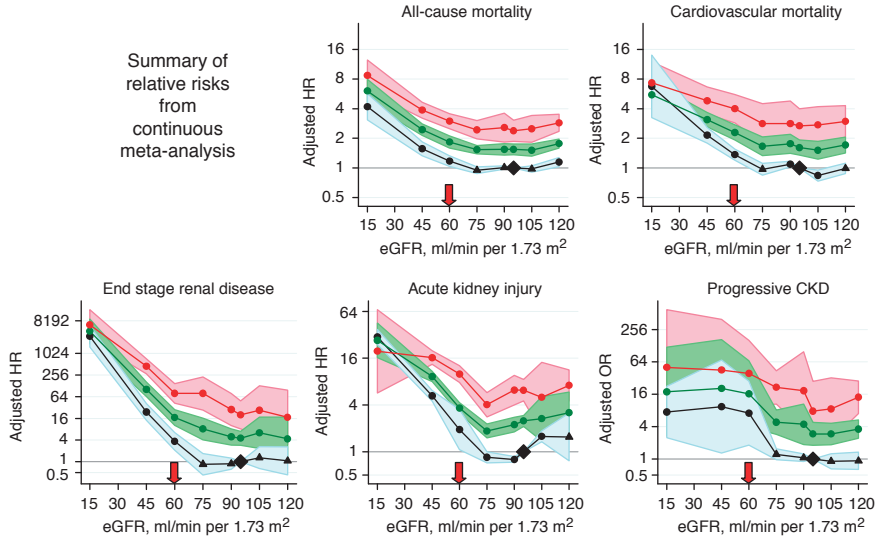 Summary of
relative risks
from
continuous
meta-analysis
All-cause mortality
Adjusted HR
16
8
4
2
1
0.5
15 30 45 60 75 90 105 120
eGFR, ml/min per 1.73 m²
Cardiovascular mortality
Adjusted HR
16
8
4
2
1
0.5
15 30 45 60 75 90 105 120
eGFR, ml/min per 1.73 m²
End stage renal disease
Adjusted HR
8192
1024
256
64
16
4
1
0.5
15 30 45 60 75 90 105 120
eGFR, ml/min per 1.73 m²
Acute kidney injury
Adjusted HR
64
16
4
1
0.5
15 30 45 60 75 90 105 120
eGFR, ml/min per 1.73 m²
Progressive CKD
Adjusted OR
256
64
16
4
1
0.5
15 30 45 60 75 90 105 120
eGFR, ml/min per 1.73 m²